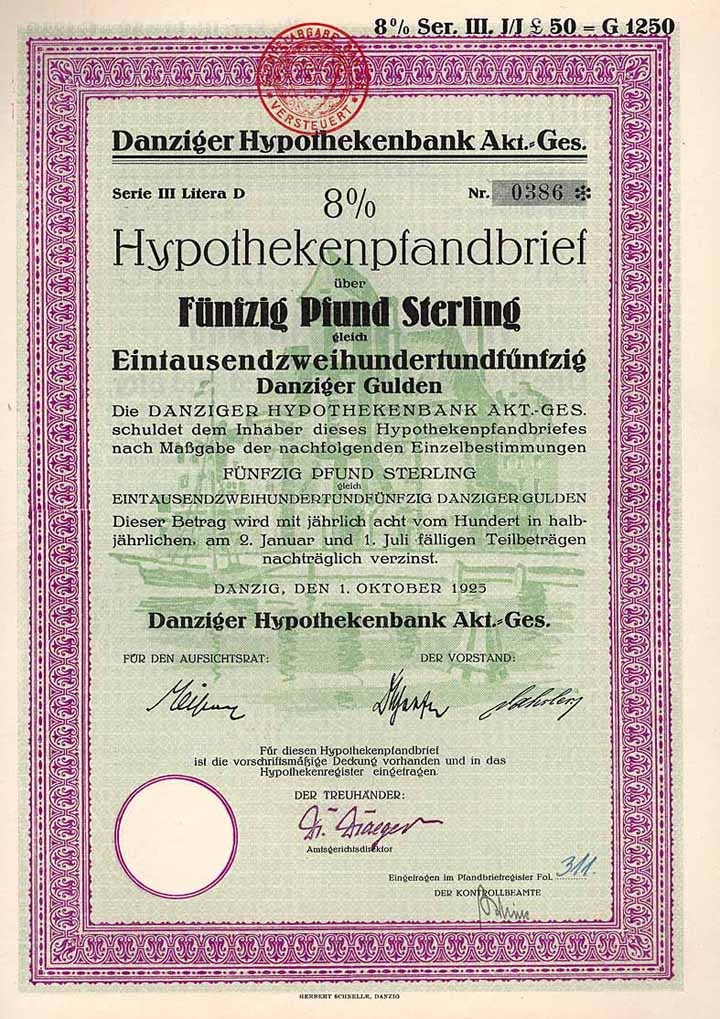 8% Ser. III. J/J £ 50 = G 1250
VERSTEUERT
Danziger Hypothekenbank Akt.-Ges.
Serie III Litera D
8%
Nr. 0386 ✻
Hypothekenpfandbrief
über
Fünfzig Pfund Sterling
gleich
Eintausendzweihundertundfünfzig
Danziger Gulden
Die DANZIGER HYPOTHEKENBANK AKT.-GES.
schuldet dem Inhaber dieses Hypothekenpfandbriefes
nach Maßgabe der nachfolgenden Einzelbestimmungen
FÜNFZIG PFUND STERLING
gleich
EINTAUSENDZWEIHUNDERTUNDFÜNFZIG DANZIGER GULDEN
Dieser Betrag wird mit jährlich acht vom Hundert in halb-
jährlichen, am 2. Januar und 1. Juli fälligen Teilbeträgen
nachträglich verzinst.
DANZIG, DEN 1. OKTOBER 1925
Danziger Hypothekenbank Akt.-Ges.
FÜR DEN AUFSICHTSRAT:
DER VORSTAND:
Für diesen Hypothekenpfandbrief
ist die vorschriftsmäßige Deckung vorhanden und in das
Hypothekenregister eingetragen.
DER TREUHÄNDER:
Dr. Draeger
Amtsgerichtsdirektor
Eingetragen im Pfandbriefregister Fol. 311.
DER KONTROLLBEAMTE
HERBERT SCHNELLE, DANZIG